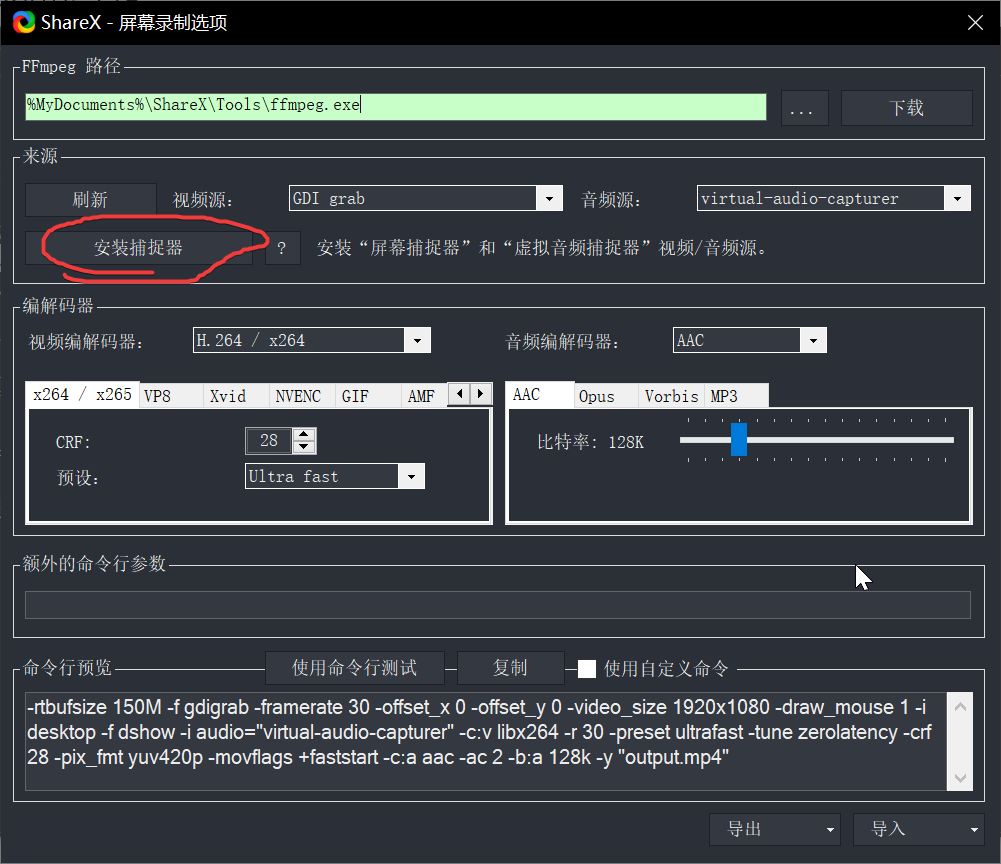 ShareX - 屏幕录制选项
FFmpeg 路径
%MyDocuments%\ShareX\Tools\ffmpeg.exe
...
下载
来源
刷新
视频源:
GDI grab
音频源:
virtual-audio-capturer
安装捕捉器
?
安装“屏幕捕捉器”和“虚拟音频捕捉器”视频/音频源。
编解码器
视频编解码器:
H.264 / x264
音频编解码器:
AAC
x264 / x265
VP8
Xvid
NVENC
GIF
AMF
AAC
Opus
Vorbis
MP3
CRF:
28
比特率: 128K
预设:
Ultra fast
额外的命令行参数
命令行预览
使用命令行测试
复制
使用自定义命令
-rtbufsize 150M -f gdigrab -framerate 30 -offset_x 0 -offset_y 0 -video_size 1920x1080 -draw_mouse 1 -i
desktop -f dshow -i audio="virtual-audio-capturer" -c:v libx264 -r 30 -preset ultrafast -tune zerolatency -crf
28 -pix_fmt yuv420p -movflags +faststart -c:a aac -ac 2 -b:a 128k -y "output.mp4"
导出
导入